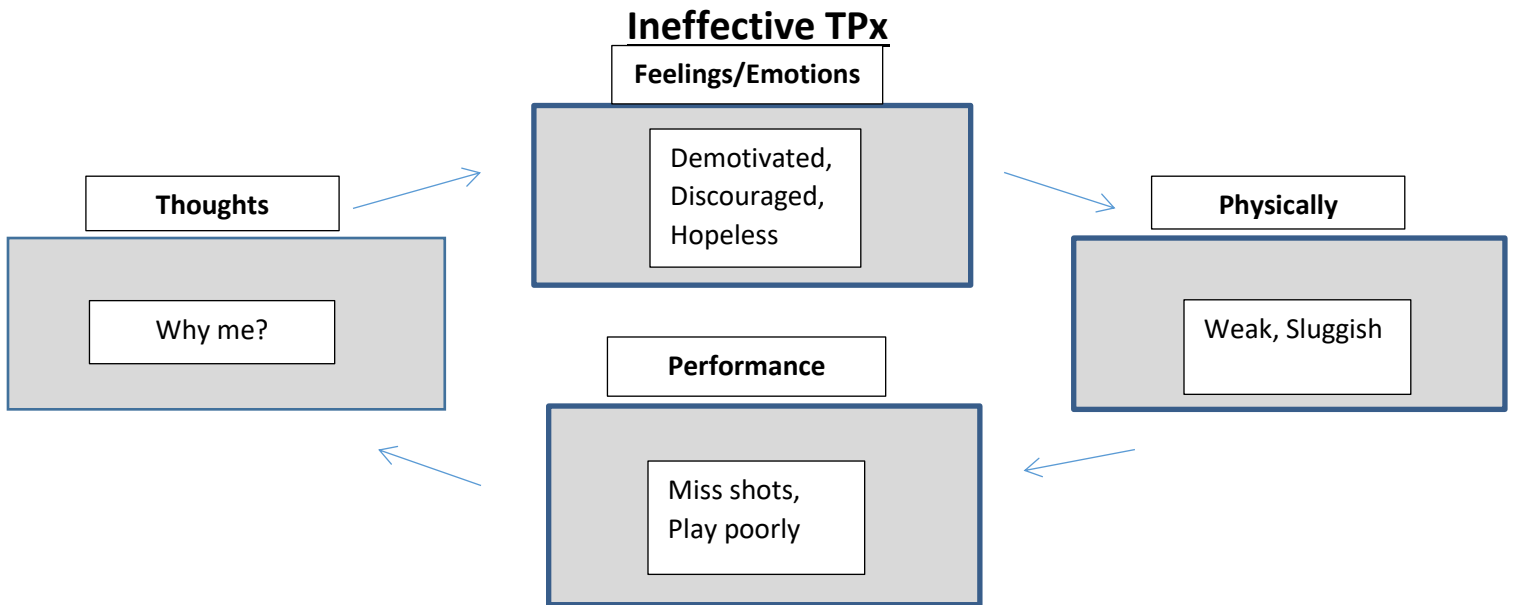 Ineffective TPx
Feelings/Emotions
Demotivated,
Discouraged,
Hopeless
Thoughts
Why me?
Physically
Weak, Sluggish
Performance
Miss shots,
Play poorly